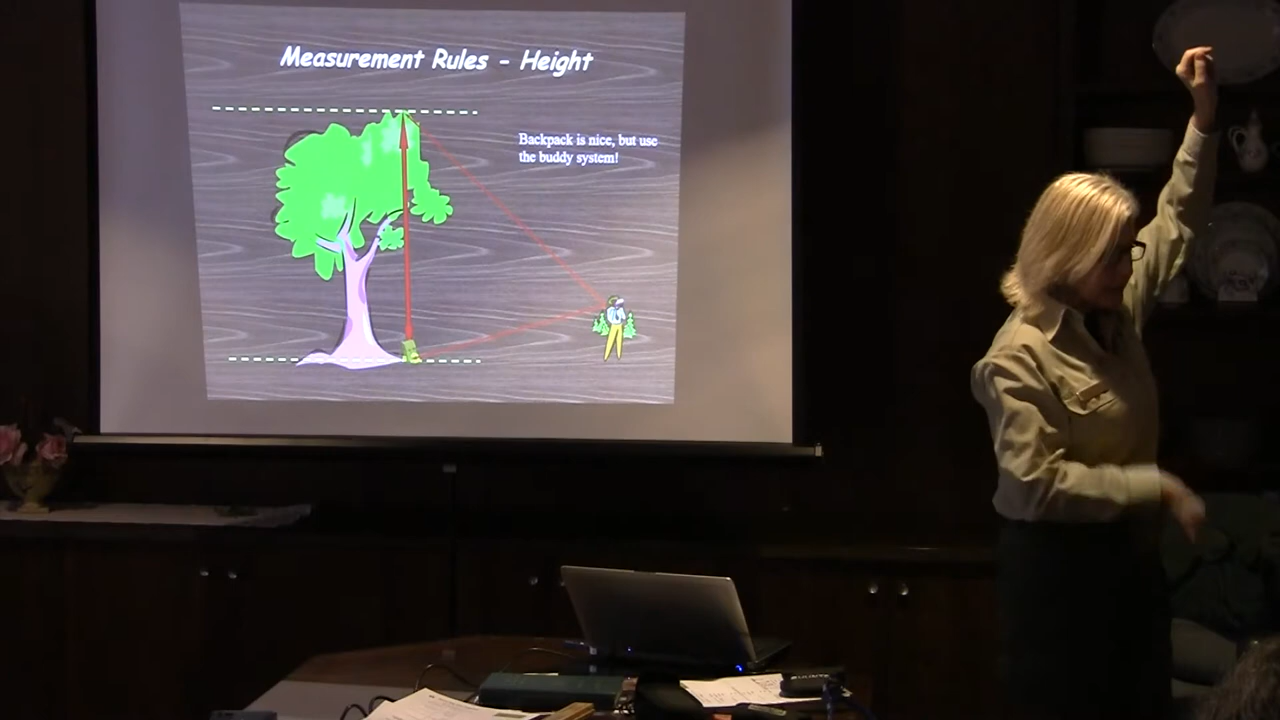 Measurement Rules - Height
Backpack is nice, but use
the buddy system!